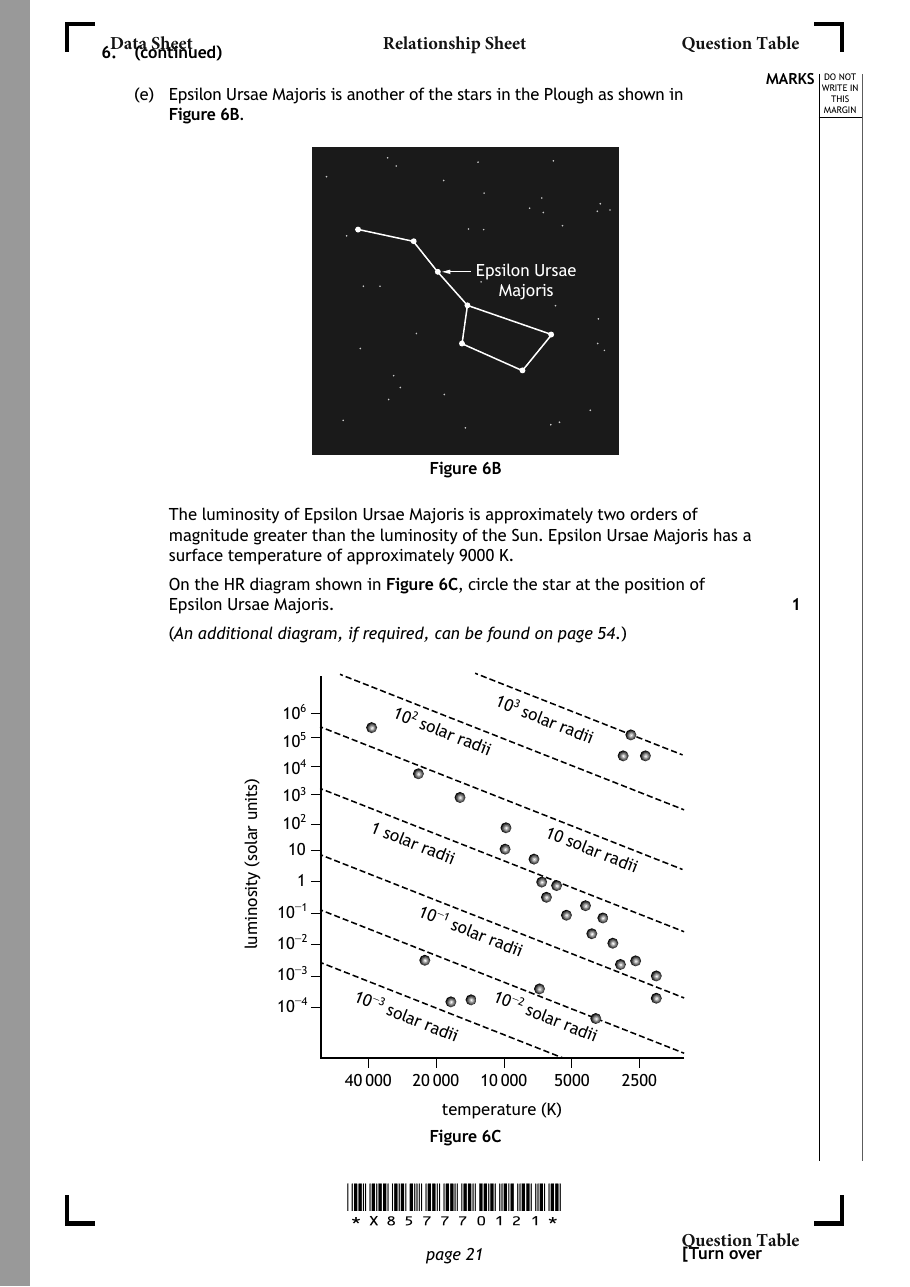 Data Sheet Relationship Sheet Question Table
6. (continued)
MARKS
DO NOT
WRITE IN
THIS
MARGIN
(e) Epsilon Ursae Majoris is another of the stars in the Plough as shown in
Figure 6B.
Epsilon Ursae
Majoris
Figure 6B
The luminosity of Epsilon Ursae Majoris is approximately two orders of
magnitude greater than the luminosity of the Sun. Epsilon Ursae Majoris has a
surface temperature of approximately 9000 K.
On the HR diagram shown in Figure 6C, circle the star at the position of
Epsilon Ursae Majoris. 1
(An additional diagram, if required, can be found on page 54.)
luminosity (solar units)
10⁶
10⁵
10⁴
10³
10²
10
1
10⁻¹
10⁻²
10⁻³
10⁻⁴
10³ solar radii
10² solar radii
10 solar radii
1 solar radii
10⁻¹ solar radii
10⁻² solar radii
10⁻³ solar radii
40 000 20 000 10 000 5000 2500
temperature (K)
Figure 6C
* X 8 5 7 7 7 0 1 2 1 *
page 21
Question Table
[Turn over